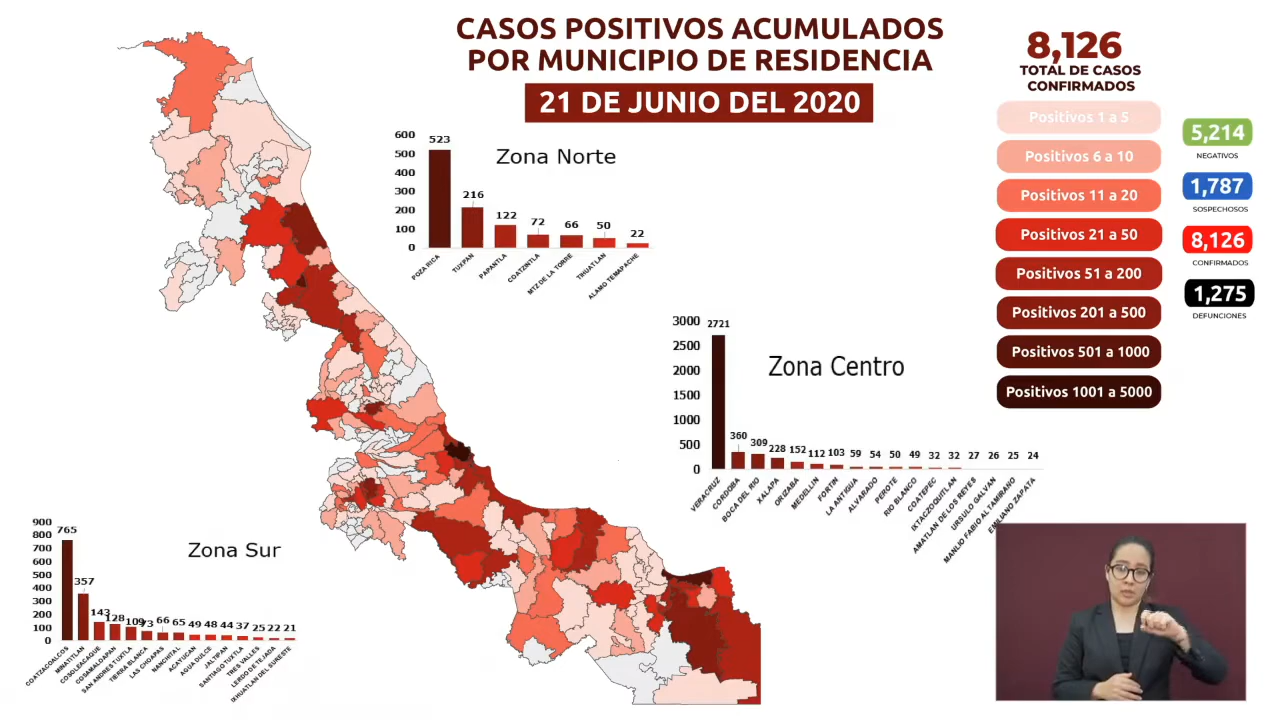 CASOS POSITIVOS ACUMULADOS
POR MUNICIPIO DE RESIDENCIA
21 DE JUNIO DEL 2020
8,126
TOTAL DE CASOS
CONFIRMADOS
Positivos 1 a 5
Positivos 6 a 10
Positivos 11 a 20
Positivos 21 a 50
Positivos 51 a 200
Positivos 201 a 500
Positivos 501 a 1000
Positivos 1001 a 5000
5,214
NEGATIVOS
1,787
SOSPECHOSOS
8,126
CONFIRMADOS
1,275
DEFUNCIONES
Zona Norte
600
500
400
300
200
100
0
523
216
122
72
66
50
22
POZA RICA
TUXPAN
PAPANTLA
COATZINTLA
MTZ DE LA TORRE
TIHUATLAN
ALAMO TEMAPACHE
Zona Centro
3000
2500
2000
1500
1000
500
0
2721
360
309
228
152
112
103
59
54
50
49
32
32
27
26
25
24
VERACRUZ
CORDOBA
BOCA DEL RIO
XALAPA
ORIZABA
MEDELLIN
FORTIN
LA ANTIGUA
ALVARADO
PEROTE
RIO BLANCO
COATEPEC
IXTACZOQUITLAN
AMATLAN DE LOS REYES
URSULO GALVAN
MANLIO FABIO ALTAMIRANO
EMILIANO ZAPATA
Zona Sur
900
800
700
600
500
400
300
200
100
0
765
357
143
128
109
73
66
65
49
48
44
37
25
22
21
COATZACOALCOS
MINATITLAN
COSOLEACAQUE
COSAMALOAPAN
SAN ANDRES TUXTLA
TIERRA BLANCA
LAS CHOAPAS
NANCHITAL
ACAYUCAN
AGUA DULCE
JALTIPAN
SANTIAGO TUXTLA
TRES VALLES
LERDO DE TEJADA
IXHUATLAN DEL SURESTE